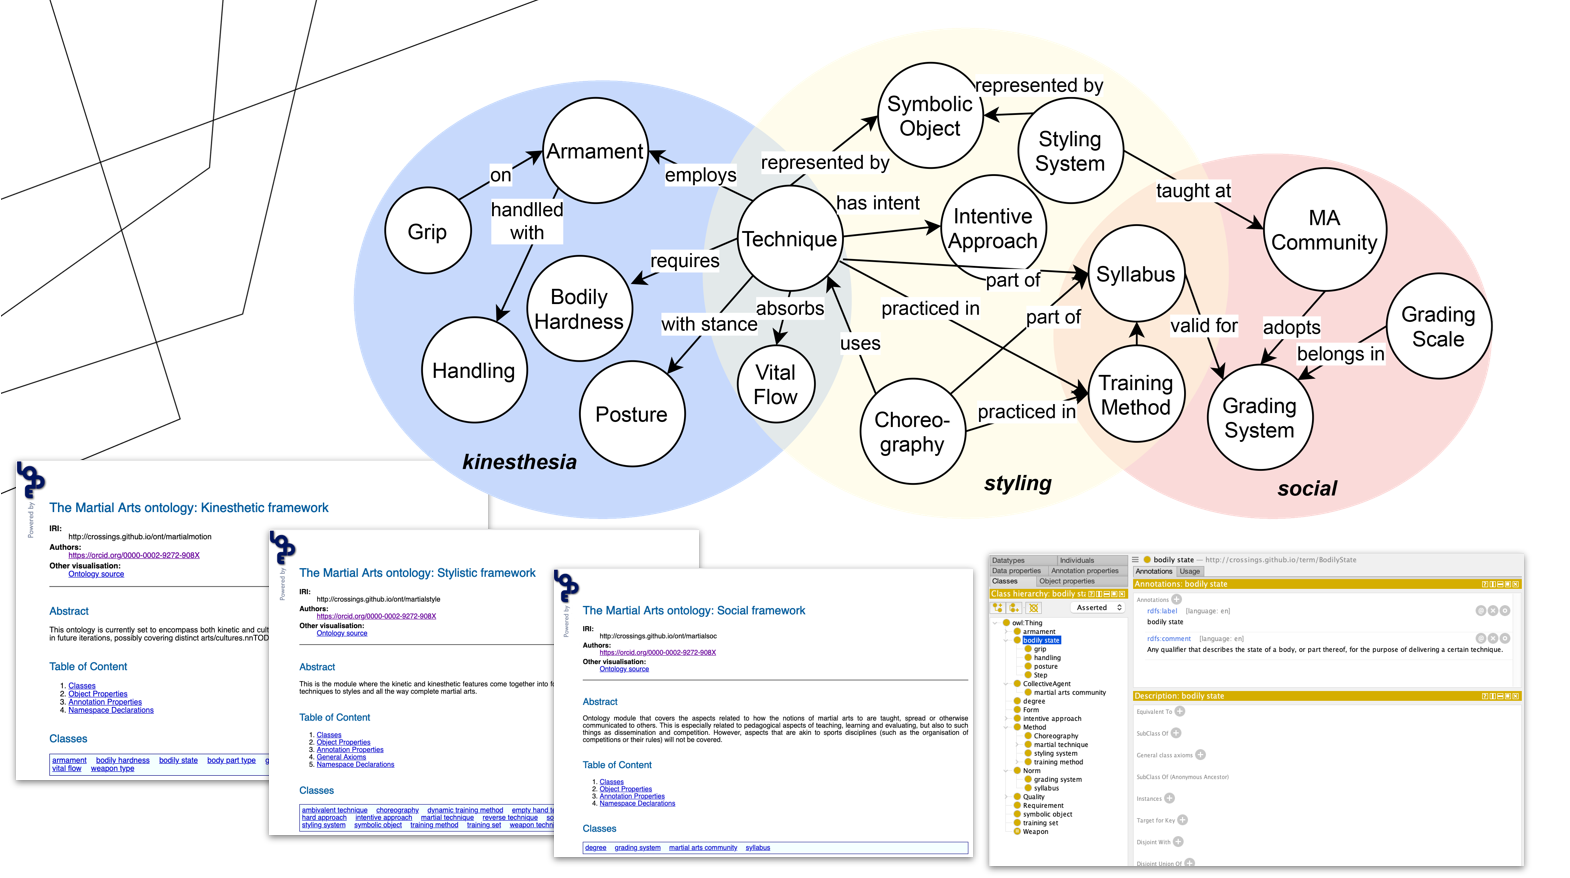 Symbolic
Object
represented by
Styling
System
Armament
on
employs
represented by
taught at
Grip
handlled
with
Technique
has intent
Intentive
Approach
MA
Community
requires
Syllabus
part of
Bodily
Hardness
with stance
absorbs
practiced in
part of
valid for
adopts
Grading
Scale
uses
belongs in
Handling
Posture
Vital
Flow
Choreo-
graphy
practiced in
Training
Method
Grading
System
kinesthesia
styling
social
LODE
Powered by
The Martial Arts ontology: Kinesthetic framework
IRI:
http://crossings.github.io/ont/martialmotion
Authors:
https://orcid.org/0000-0002-9272-908X
Other visualisation:
Ontology source
Abstract
This ontology is currently set to encompass both kinetic and cult
in future iterations, possibly covering distinct arts/cultures.nnTOD
Table of Content
1. Classes
2. Object Properties
3. Annotation Properties
4. Namespace Declarations
Classes
armament bodily hardness bodily state body part type g
vital flow weapon type
LODE
Powered by
The Martial Arts ontology: Stylistic framework
IRI:
http://crossings.github.io/ont/martialstyle
Authors:
https://orcid.org/0000-0002-9272-908X
Other visualisation:
Ontology source
Abstract
This is the module where the kinetic and kinesthetic features come together into fo
techniques to styles and all the way complete martial arts.
Table of Content
1. Classes
2. Object Properties
3. Annotation Properties
4. General Axioms
5. Namespace Declarations
Classes
ambivalent technique choreography dynamic training method empty hand te
hard approach intentive approach martial technique reverse technique so
styling system symbolic object training method training set weapon techn
LODE
Powered by
The Martial Arts ontology: Social framework
IRI:
http://crossings.github.io/ont/martialsoc
Authors:
https://orcid.org/0000-0002-9272-908X
Other visualisation:
Ontology source
Abstract
Ontology module that covers the aspects related to how the notions of martial arts to are taught, spread or otherwise
communicated to others. This is especially related to pedagogical aspects of teaching, learning and evaluating, but also to such
things as dissemination and competition. However, aspects that are akin to sports disciplines (such as the organisation of
competitions or their rules) will not be covered.
Table of Content
1. Classes
2. Object Properties
3. Annotation Properties
4. Namespace Declarations
Classes
degree grading system martial arts community syllabus
Datatypes Individuals
Data properties Annotation properties
Classes Object properties
Class hierarchy: bodily sta
Asserted
owl:Thing
armament
bodily state
grip
handling
posture
Step
CollectiveAgent
martial arts community
degree
Form
intentive approach
Method
Choreography
martial technique
styling system
training method
Norm
grading system
syllabus
Quality
Requirement
symbolic object
training set
Weapon
bodily state — http://crossings.github.io/term/BodilyState
Annotations Usage
Annotations: bodily state
Annotations
rdfs:label [language: en]
bodily state
rdfs:comment [language: en]
Any qualifier that describes the state of a body, or part thereof, for the purpose of delivering a certain technique.
Description: bodily state
Equivalent To
SubClass Of
General class axioms
SubClass Of (Anonymous Ancestor)
Instances
Target for Key
Disjoint With
Disjoint Union Of